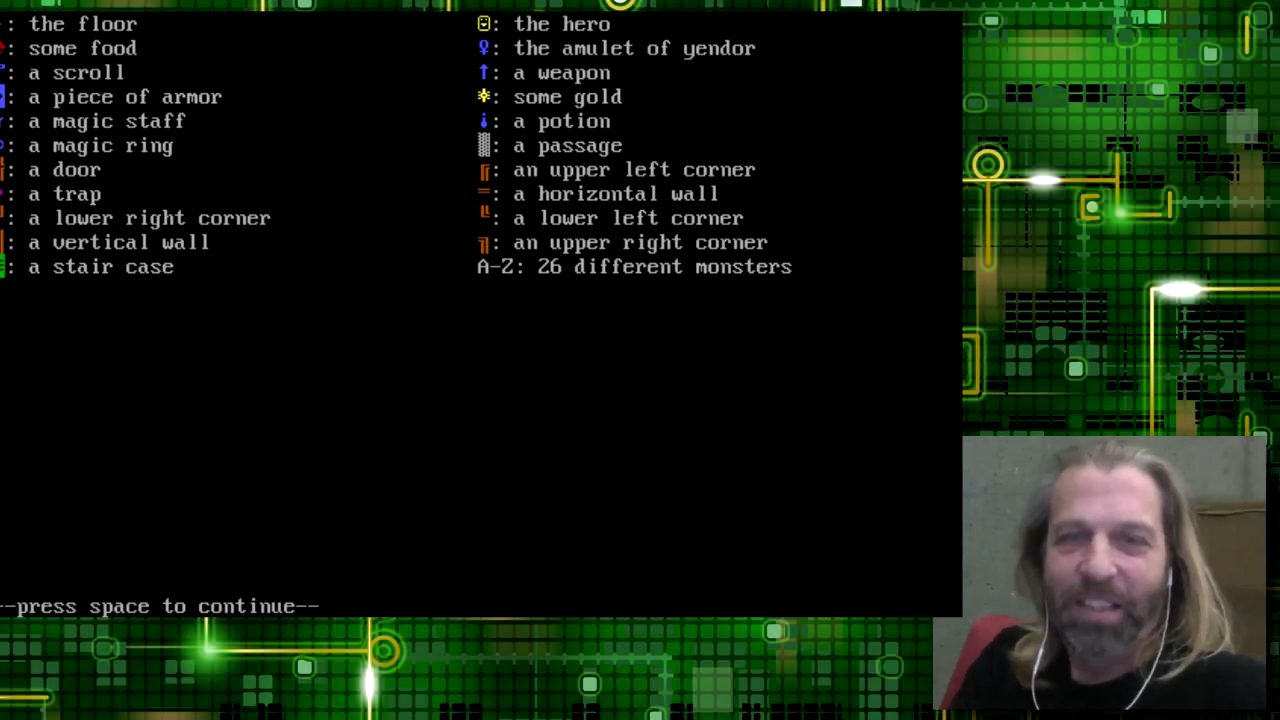 : the floor
: the hero
: some food
: the amulet of yendor
: a scroll
: a weapon
: a piece of armor
: some gold
: a magic staff
: a potion
: a magic ring
: a passage
: a door
: an upper left corner
: a trap
: a horizontal wall
: a lower right corner
: a lower left corner
: a vertical wall
: an upper right corner
: a stair case
A-Z: 26 different monsters
--press space to continue--